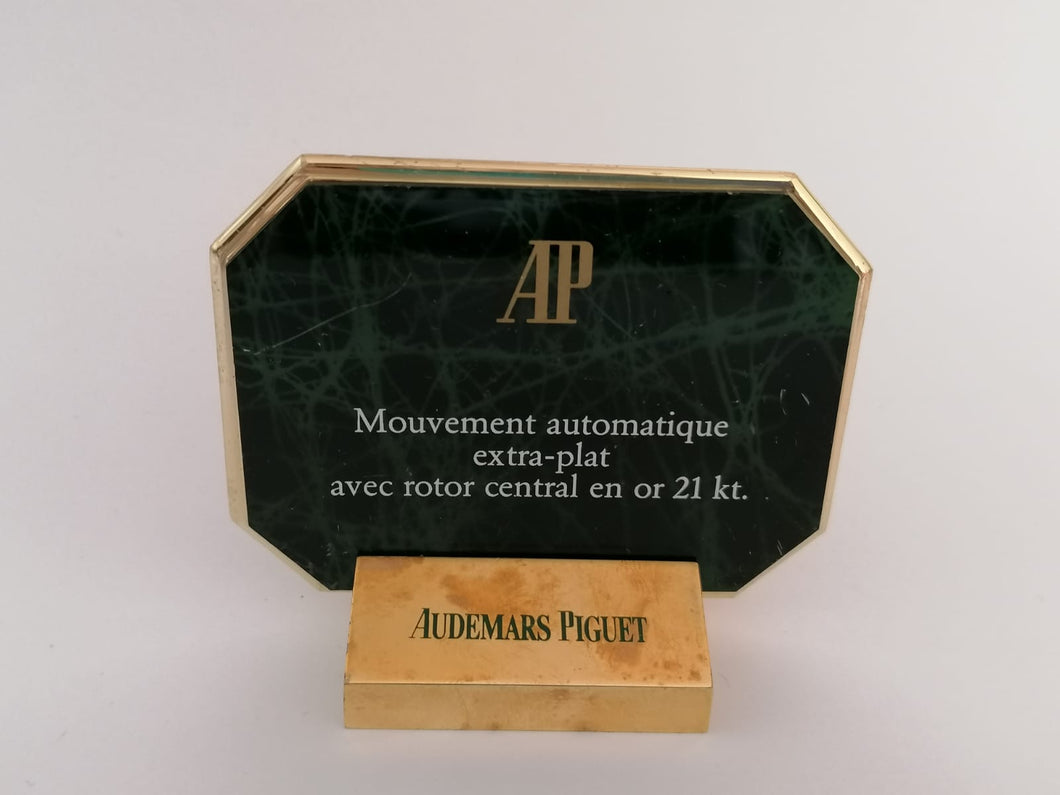 AP
Mouvement automatique
extra-plat
avec rotor central en or 21 kt.
AUDEMARS PIGUET